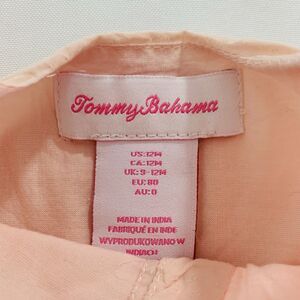 Tommy Bahama
US: 12M
CA: 12M
UK: 9-12M
EU: 80
AU: 0
MADE IN INDIA
FABRIQUÉ EN INDE
WYPRODUKOWANO W
INDIACH